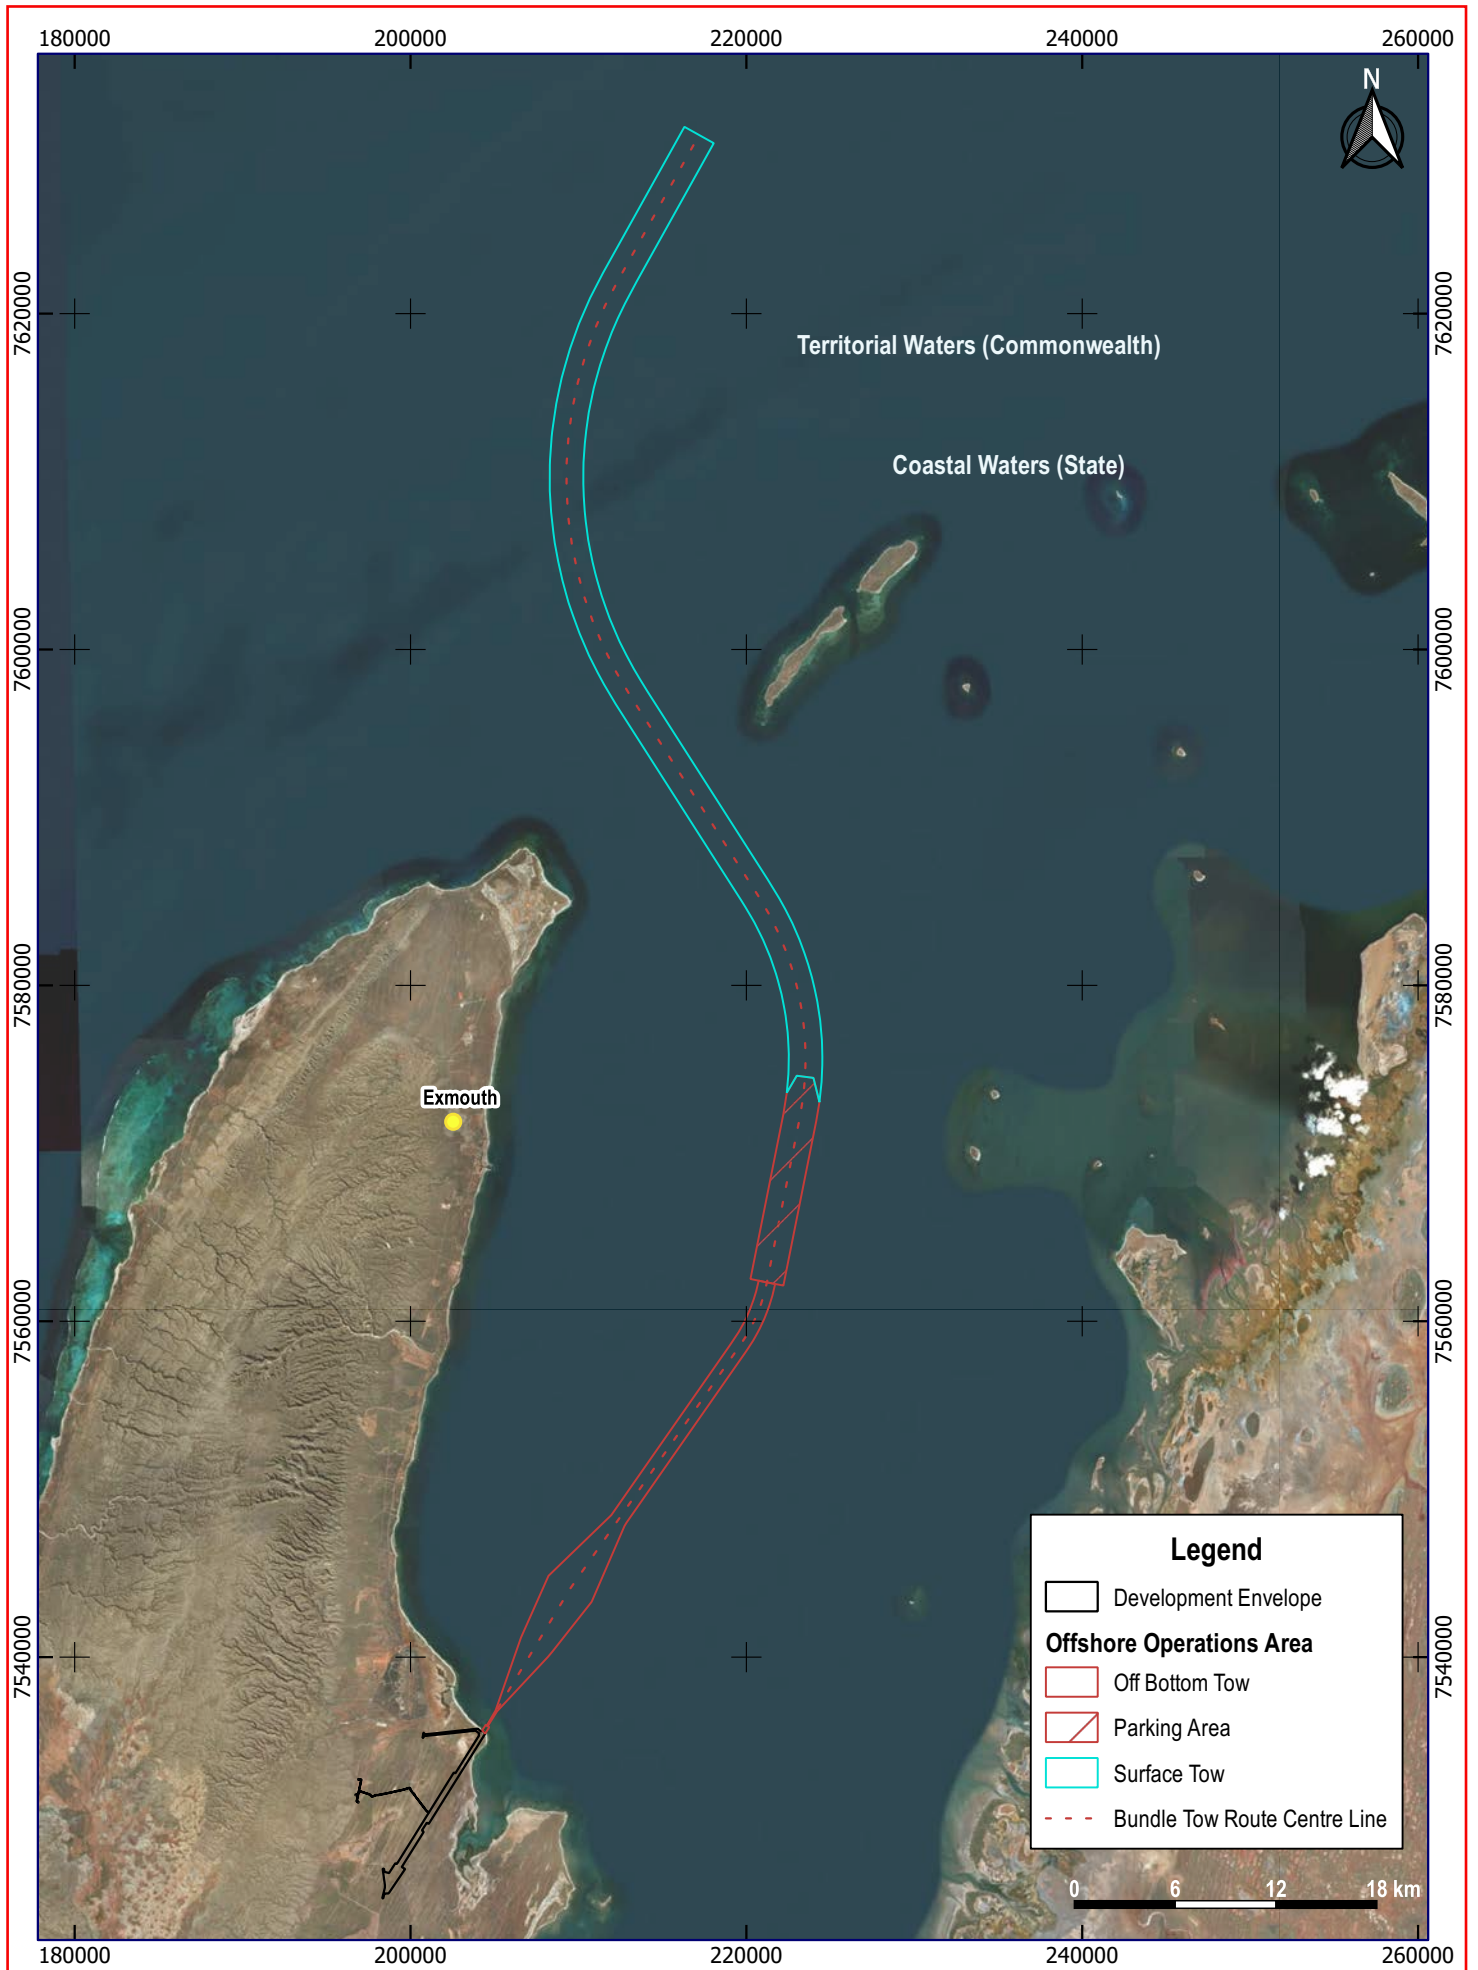 180000 200000 220000 240000 260000
N
7620000 7620000
Territorial Waters (Commonwealth)
Coastal Waters (State)
7600000 7600000
7580000 7580000
Exmouth
7560000 7560000
7540000 7540000
Legend
Development Envelope
Offshore Operations Area
Off Bottom Tow
Parking Area
Surface Tow
Bundle Tow Route Centre Line
0 6 12 18 km
180000 200000 220000 240000 260000